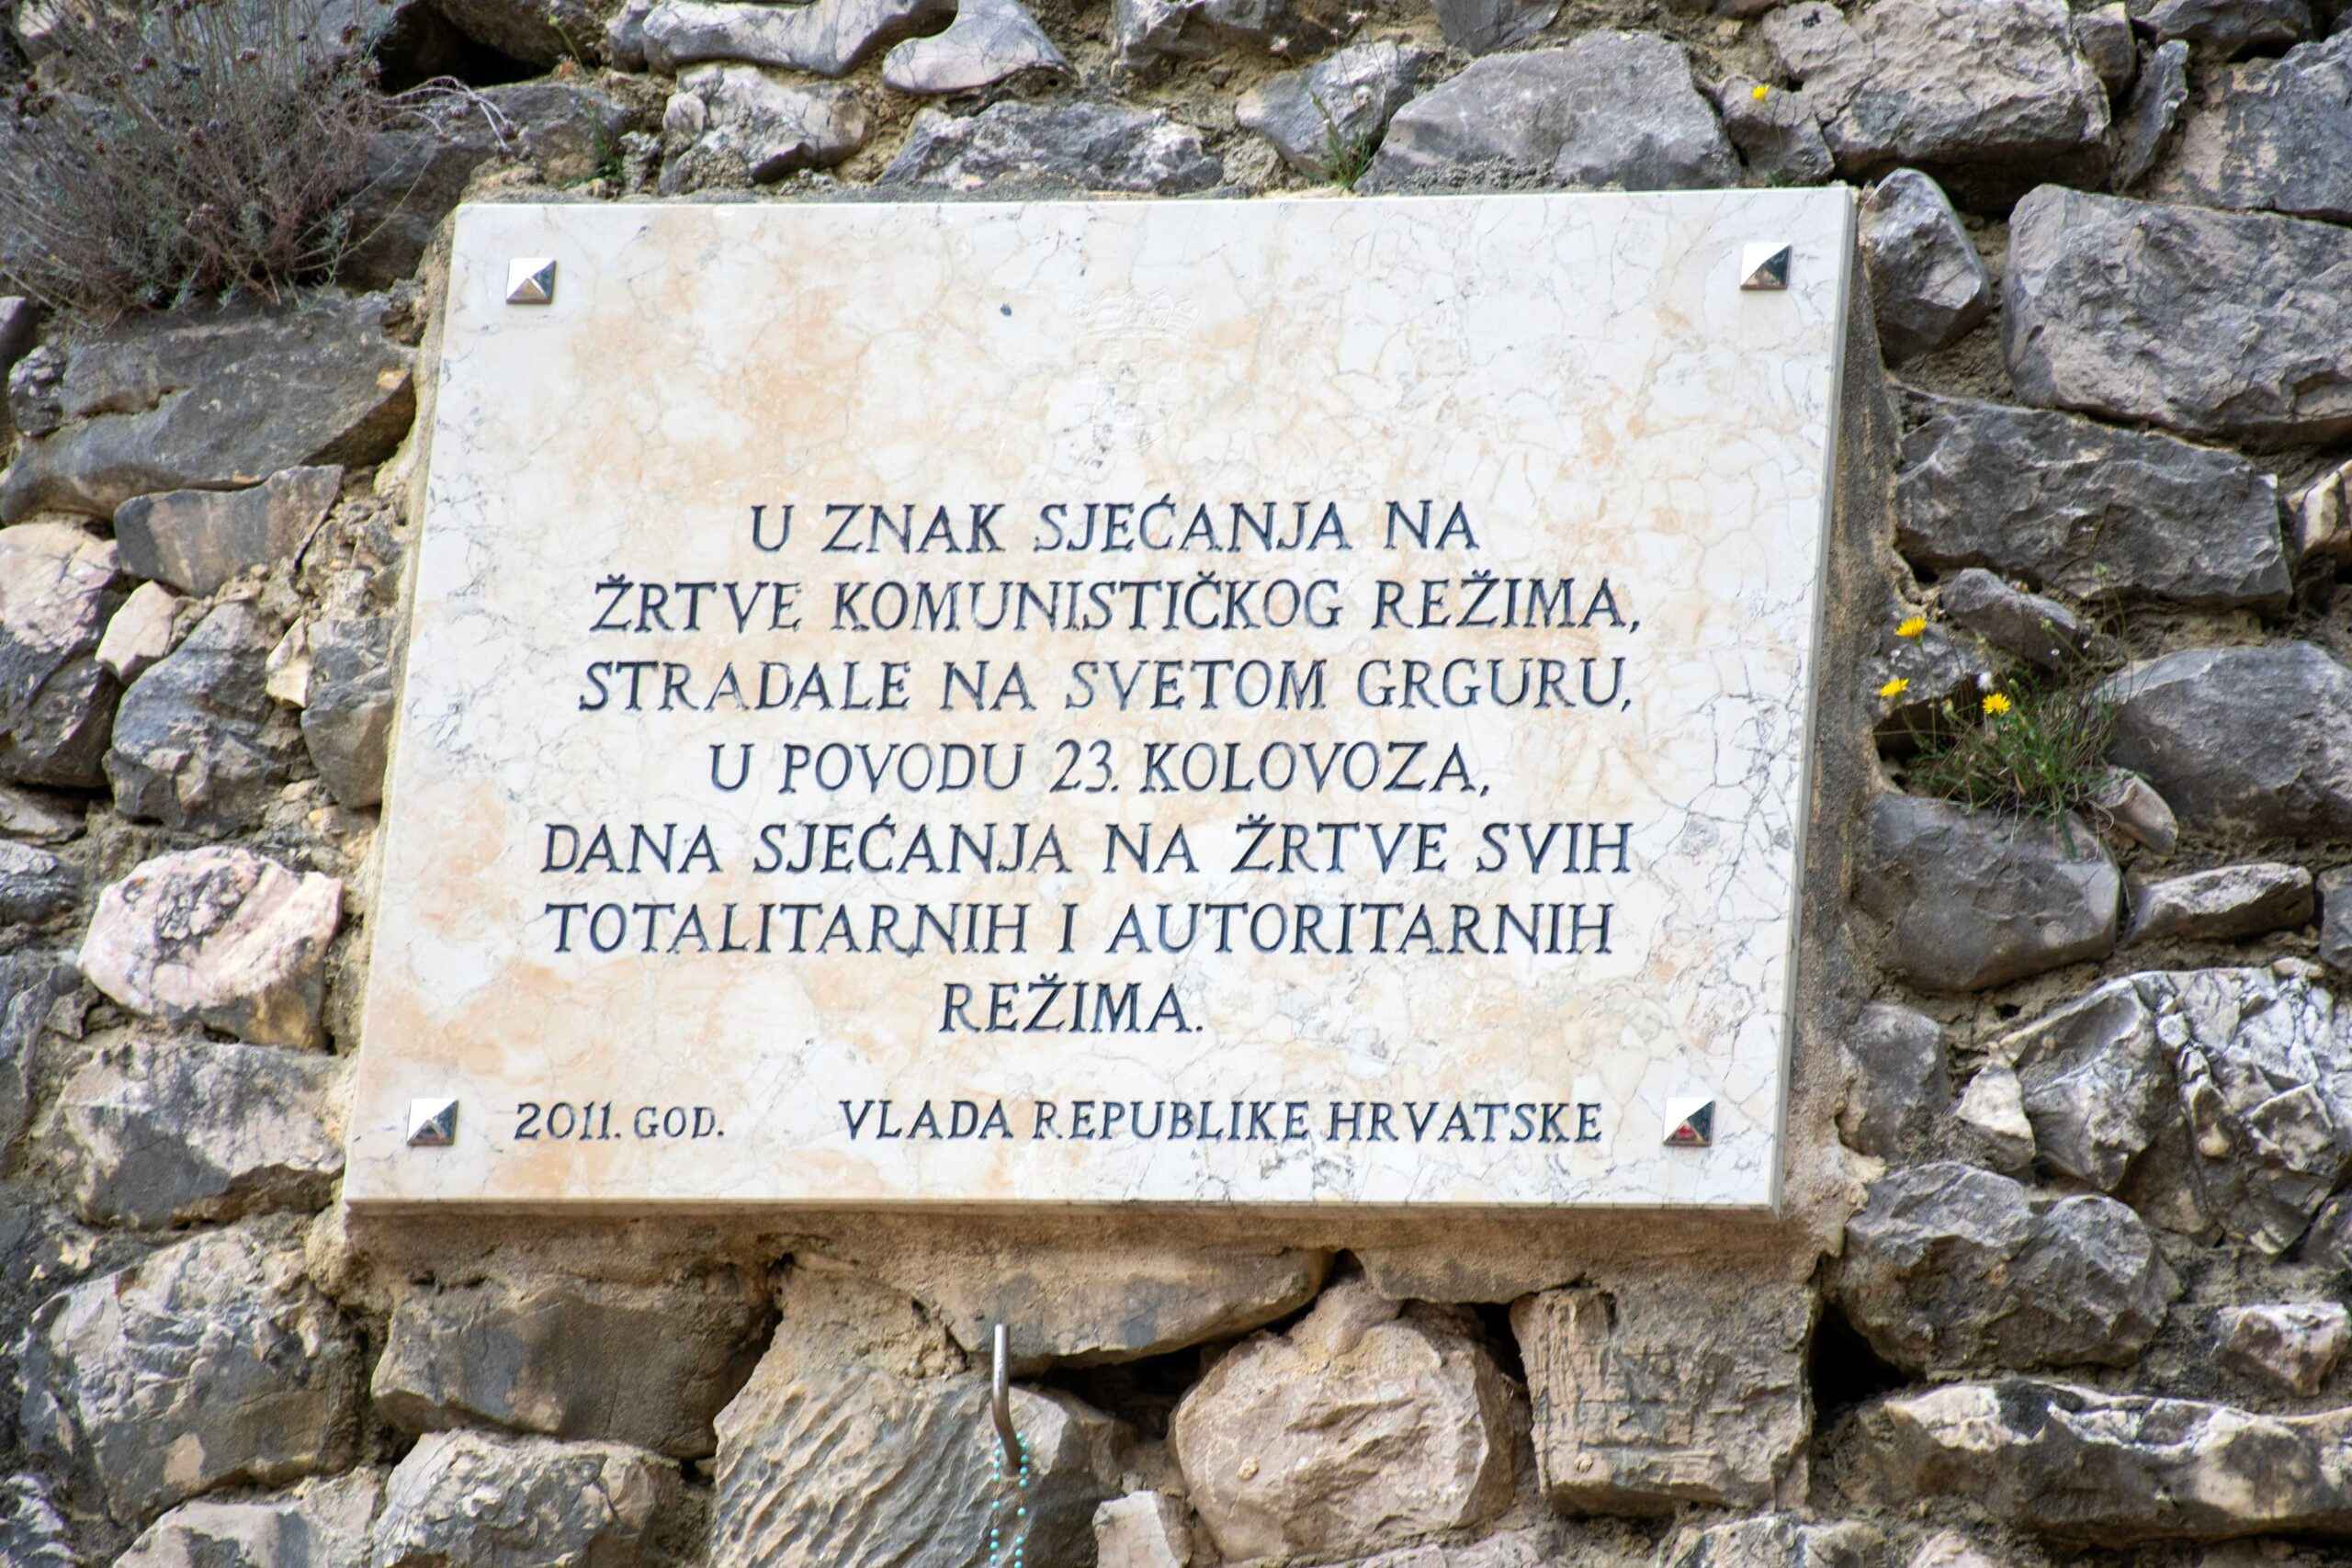 U ZNAK SJEĆANJA NA
ŽRTVE KOMUNISTIČKOG REŽIMA,
STRADALE NA SVETOM GRGURU,
U POVODU 23. KOLOVOZA,
DANA SJEĆANJA NA ŽRTVE SVIH
TOTALITARNIH I AUTORITARNIH
REŽIMA.
2011. GOD. VLADA REPUBLIKE HRVATSKE